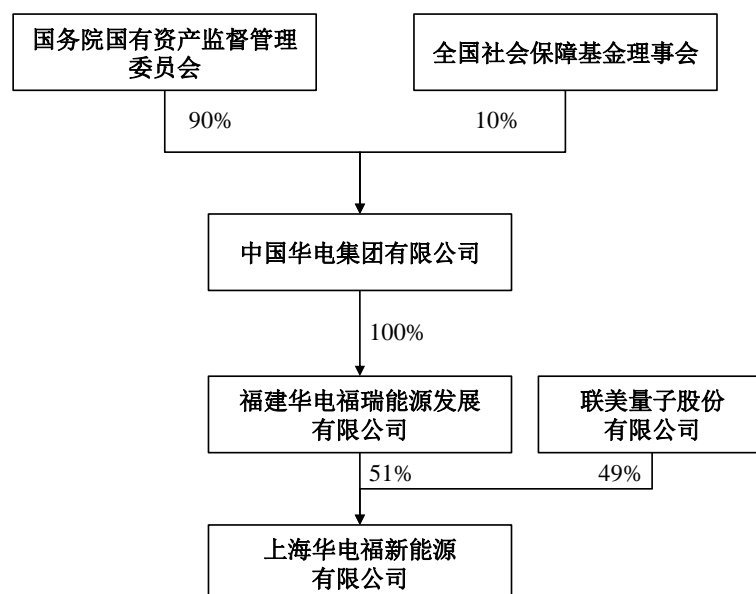 国务院国有资产监督管理
委员会
全国社会保障基金理事会
90%
10%
中国华电集团有限公司
100%
福建华电福瑞能源发展
有限公司
联美量子股份
有限公司
51%
49%
上海华电福新能源
有限公司